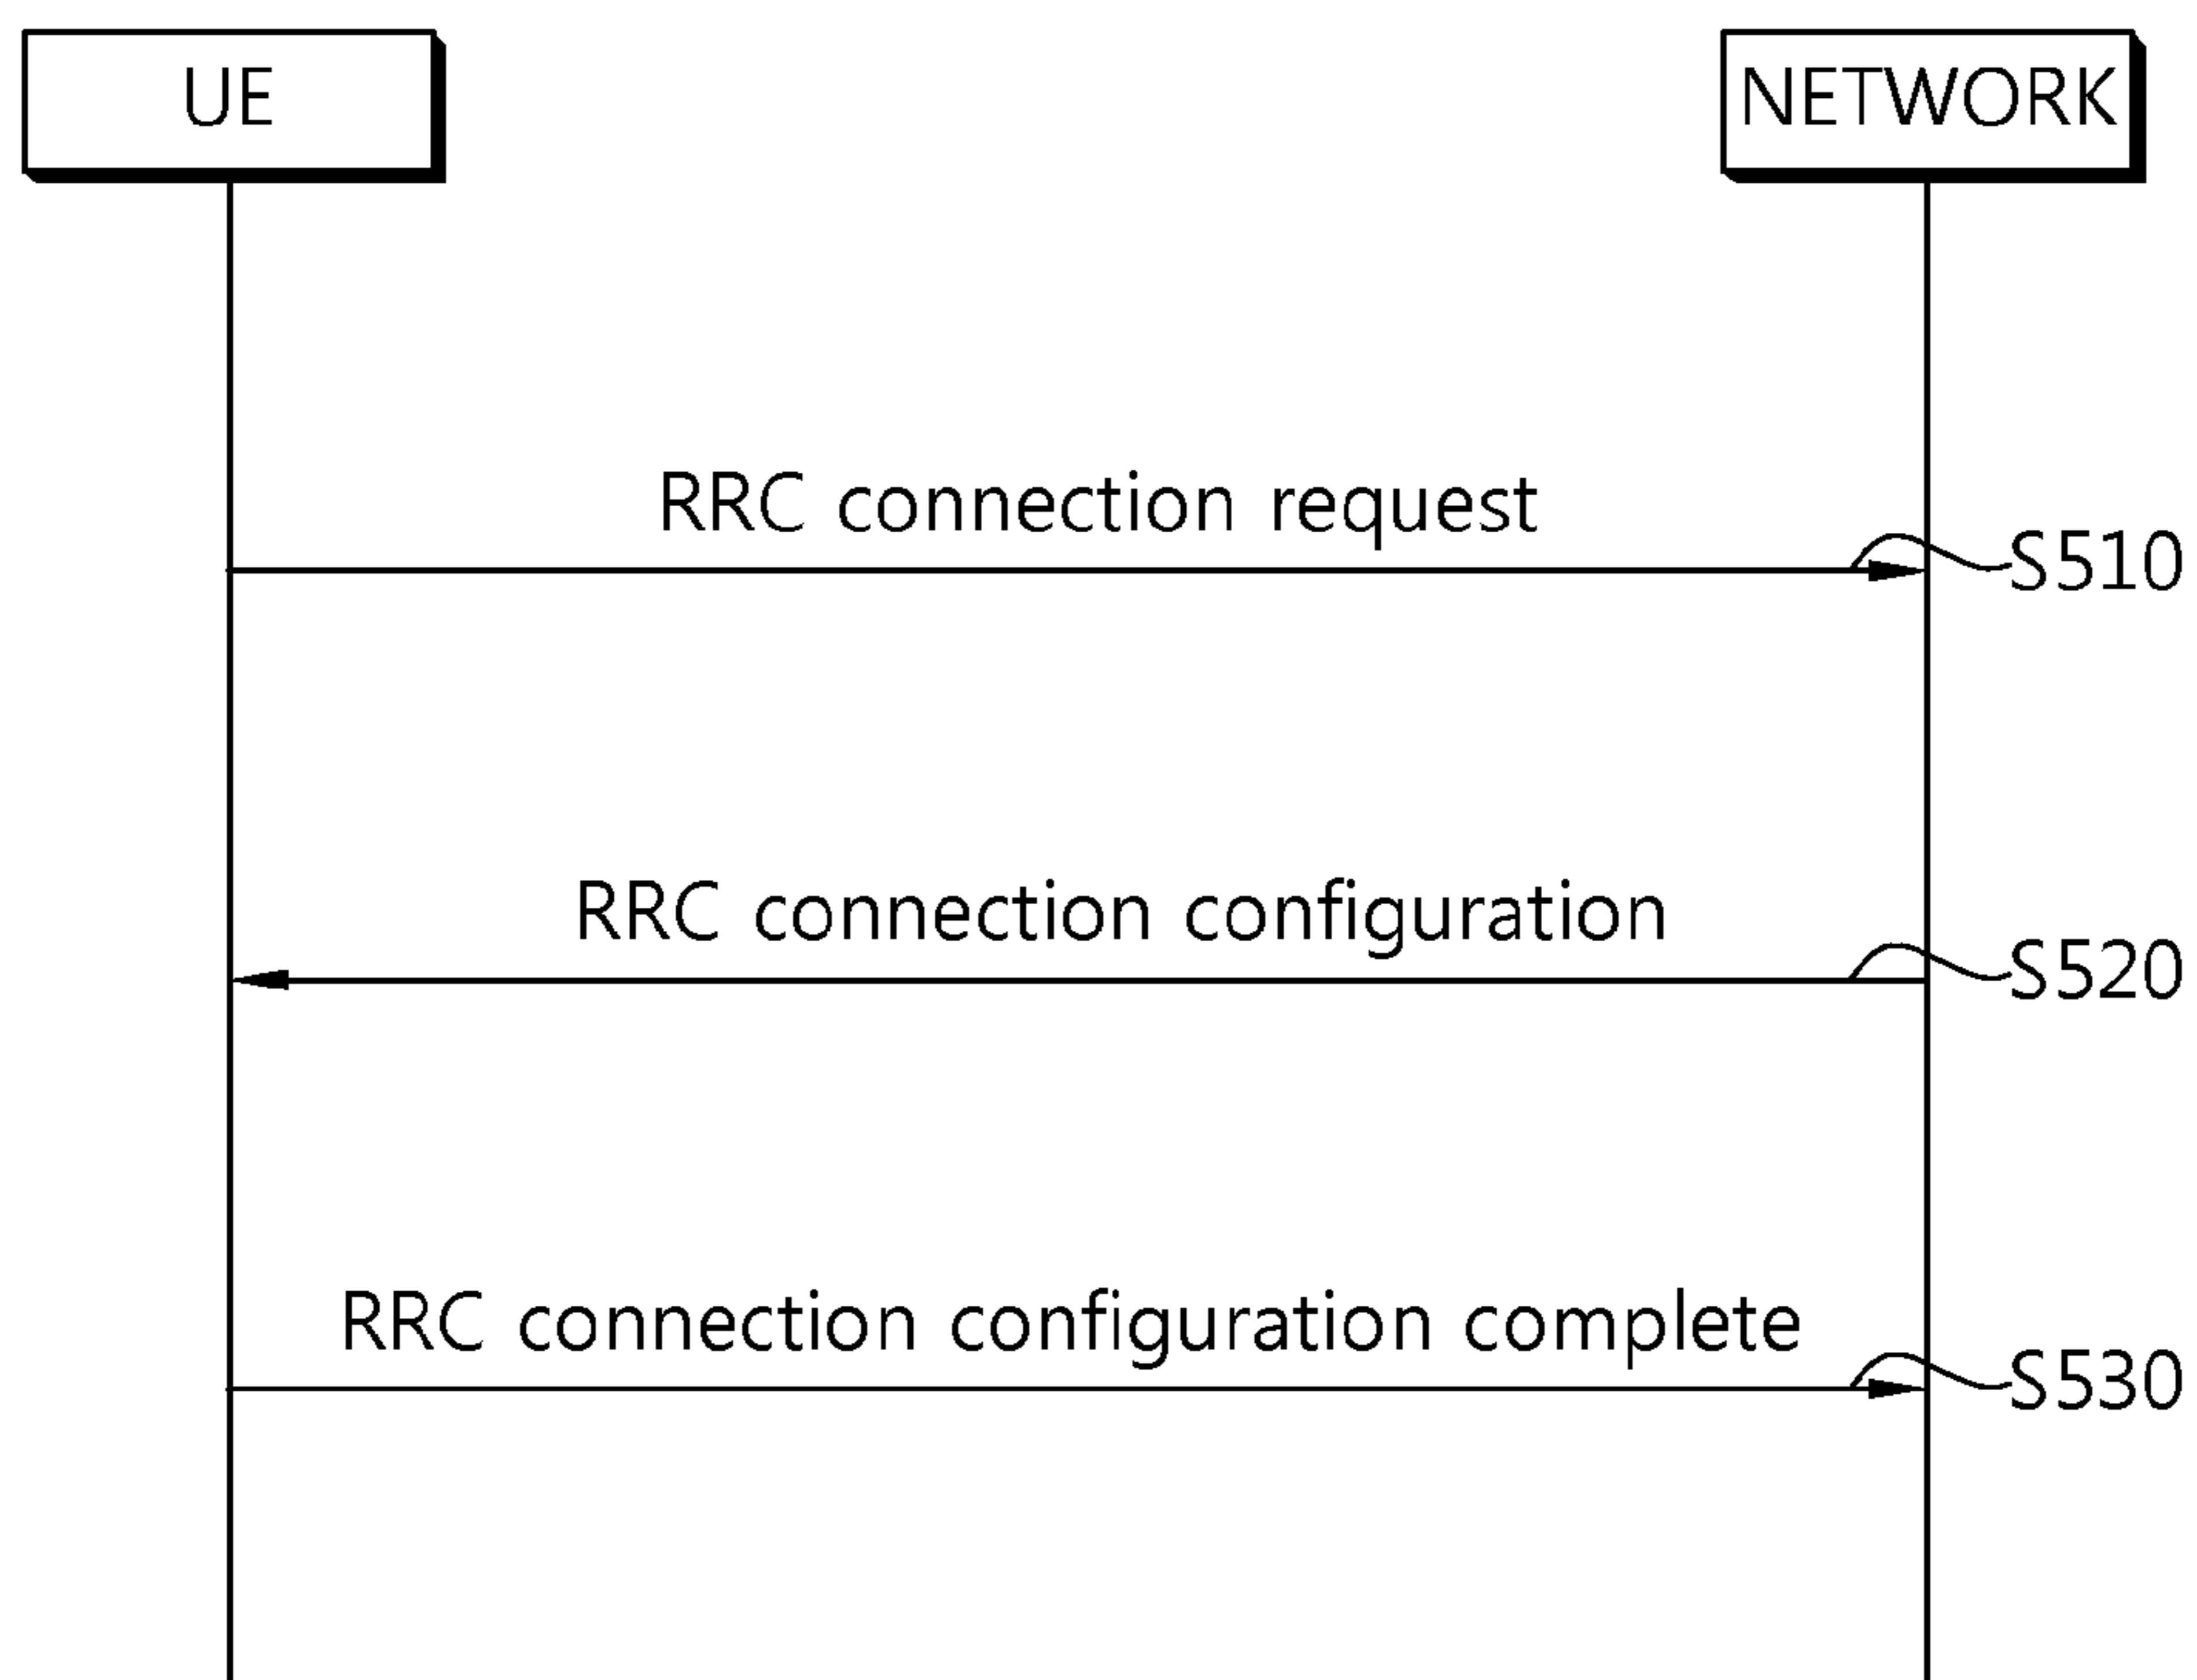 UE
NETWORK
RRC connection request
S510
RRC connection configuration
S520
RRC connection configuration complete
S530